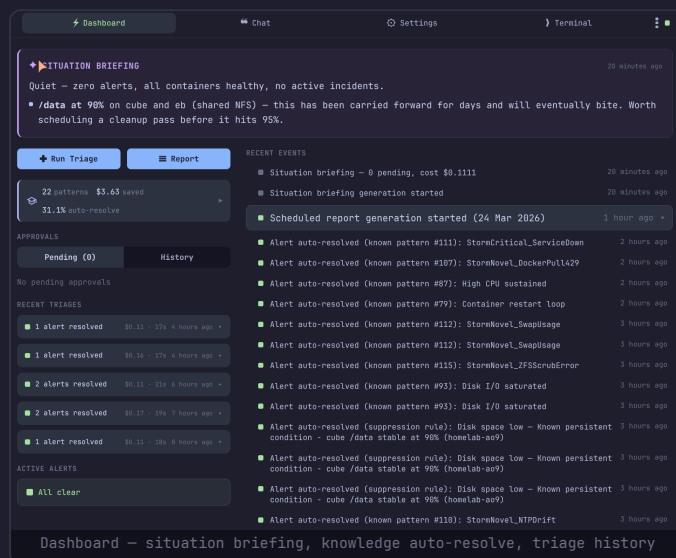 Dashboard
Chat
Settings
Terminal
SITUATION BRIEFING
20 minutes ago
Quiet — zero alerts, all containers healthy, no active incidents.
/data at 90% on cube and eb (shared NFS) — this has been carried forward for days and will eventually bite. Worth
scheduling a cleanup pass before it hits 95%.
Run Triage
Report
22 patterns $3.63 saved
31.1% auto-resolve
APPROVALS
Pending (0)
History
No pending approvals
RECENT TRIAGES
1 alert resolved $0.11 · 17s 4 hours ago
1 alert resolved $0.16 · 17s 4 hours ago
2 alerts resolved $0.11 · 21s 6 hours ago
2 alerts resolved $0.17 · 19s 7 hours ago
1 alert resolved $0.11 · 18s 8 hours ago
ACTIVE ALERTS
All clear
RECENT EVENTS
Situation briefing — 0 pending, cost $0.1111 20 minutes ago
Situation briefing generation started 20 minutes ago
Scheduled report generation started (24 Mar 2026) 1 hour ago
Alert auto-resolved (known pattern #111): StormCritical_ServiceDown 2 hours ago
Alert auto-resolved (known pattern #107): StormNovel_DockerPull429 2 hours ago
Alert auto-resolved (known pattern #87): High CPU sustained 2 hours ago
Alert auto-resolved (known pattern #79): Container restart loop 2 hours ago
Alert auto-resolved (known pattern #112): StormNovel_SwapUsage 3 hours ago
Alert auto-resolved (known pattern #112): StormNovel_SwapUsage 3 hours ago
Alert auto-resolved (known pattern #115): StormNovel_ZFSScrubError 3 hours ago
Alert auto-resolved (known pattern #93): Disk I/O saturated 3 hours ago
Alert auto-resolved (known pattern #93): Disk I/O saturated 3 hours ago
Alert auto-resolved (suppression rule): Disk space low — Known persistent 3 hours ago
condition - cube /data stable at 90% (homelab-ao9)
Alert auto-resolved (suppression rule): Disk space low — Known persistent 3 hours ago
condition - cube /data stable at 90% (homelab-ao9)
Alert auto-resolved (suppression rule): Disk space low — Known persistent 3 hours ago
condition - cube /data stable at 90% (homelab-ao9)
Alert auto-resolved (known pattern #110): StormNovel_NTPDrift 3 hours ago
Dashboard — situation briefing, knowledge auto-resolve, triage history